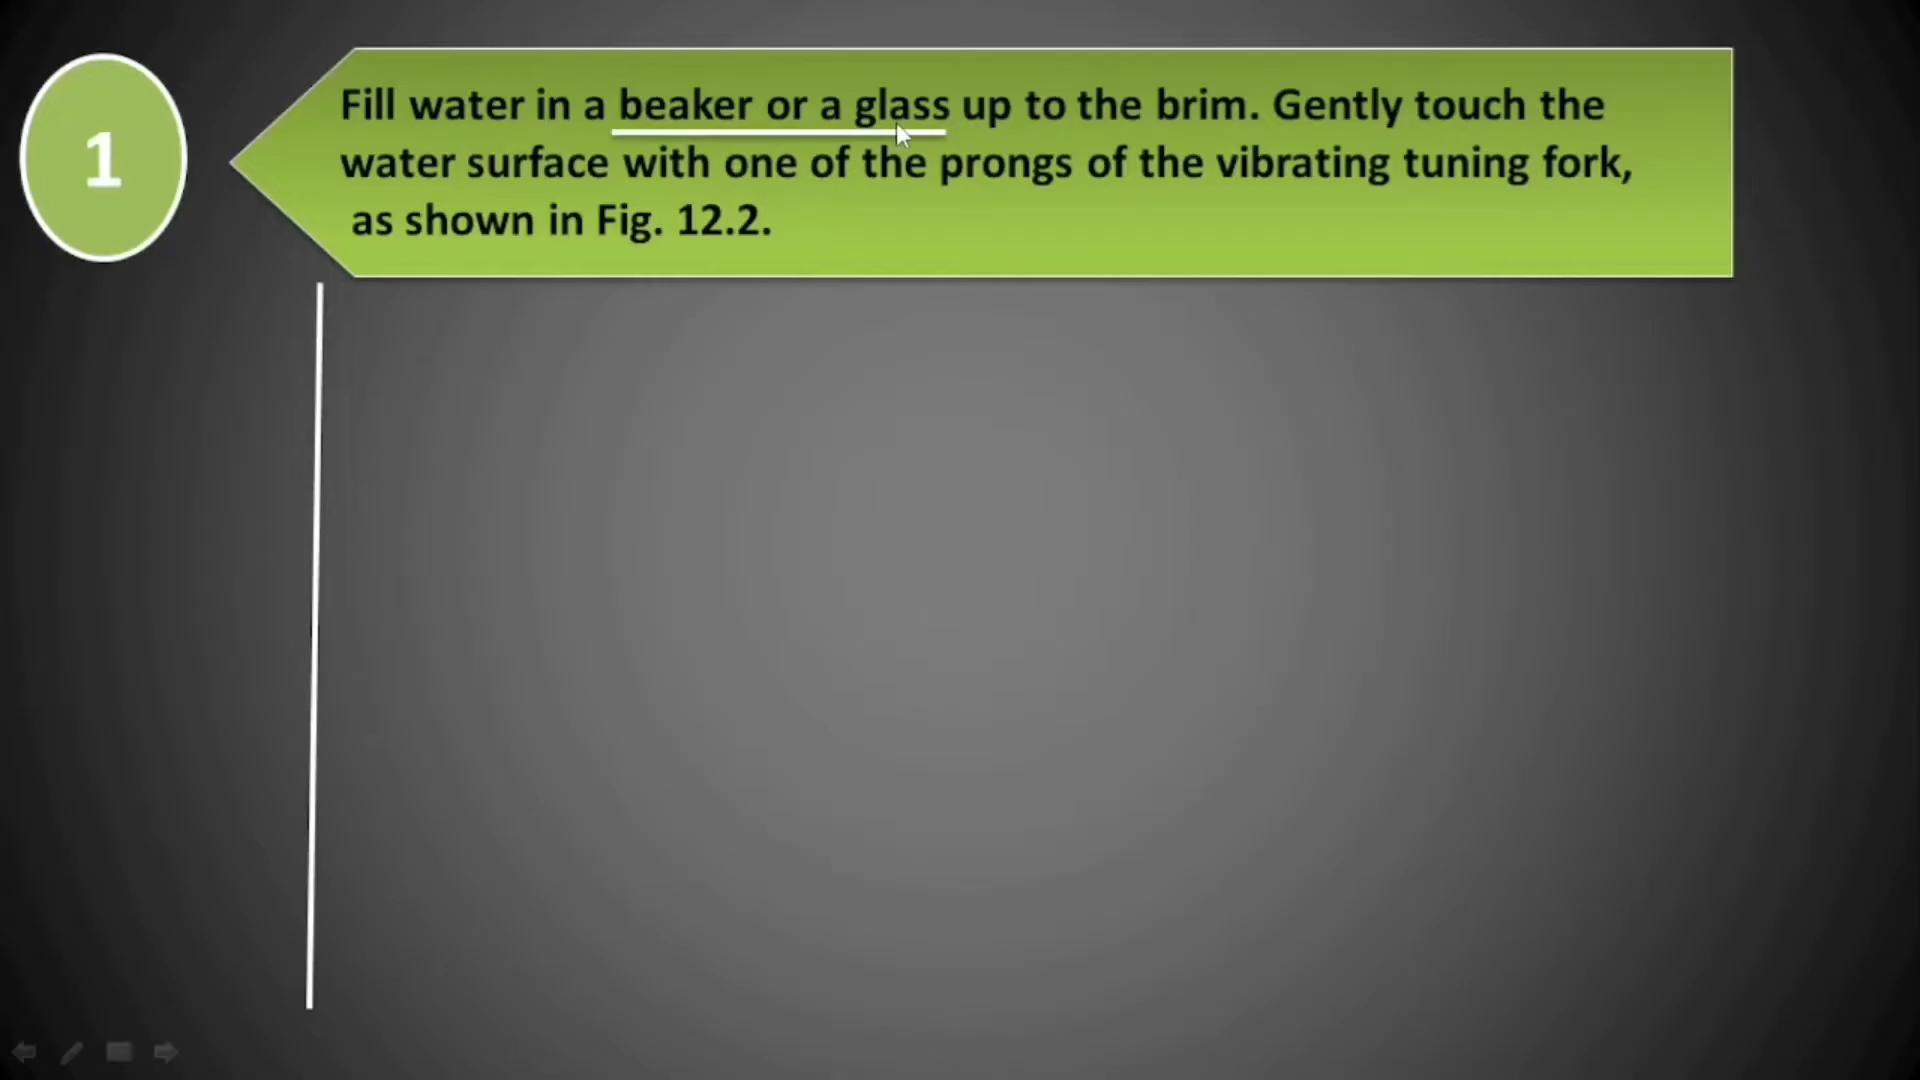 1
Fill water in a beaker or a glass up to the brim. Gently touch the
water surface with one of the prongs of the vibrating tuning fork,
as shown in Fig. 12.2.